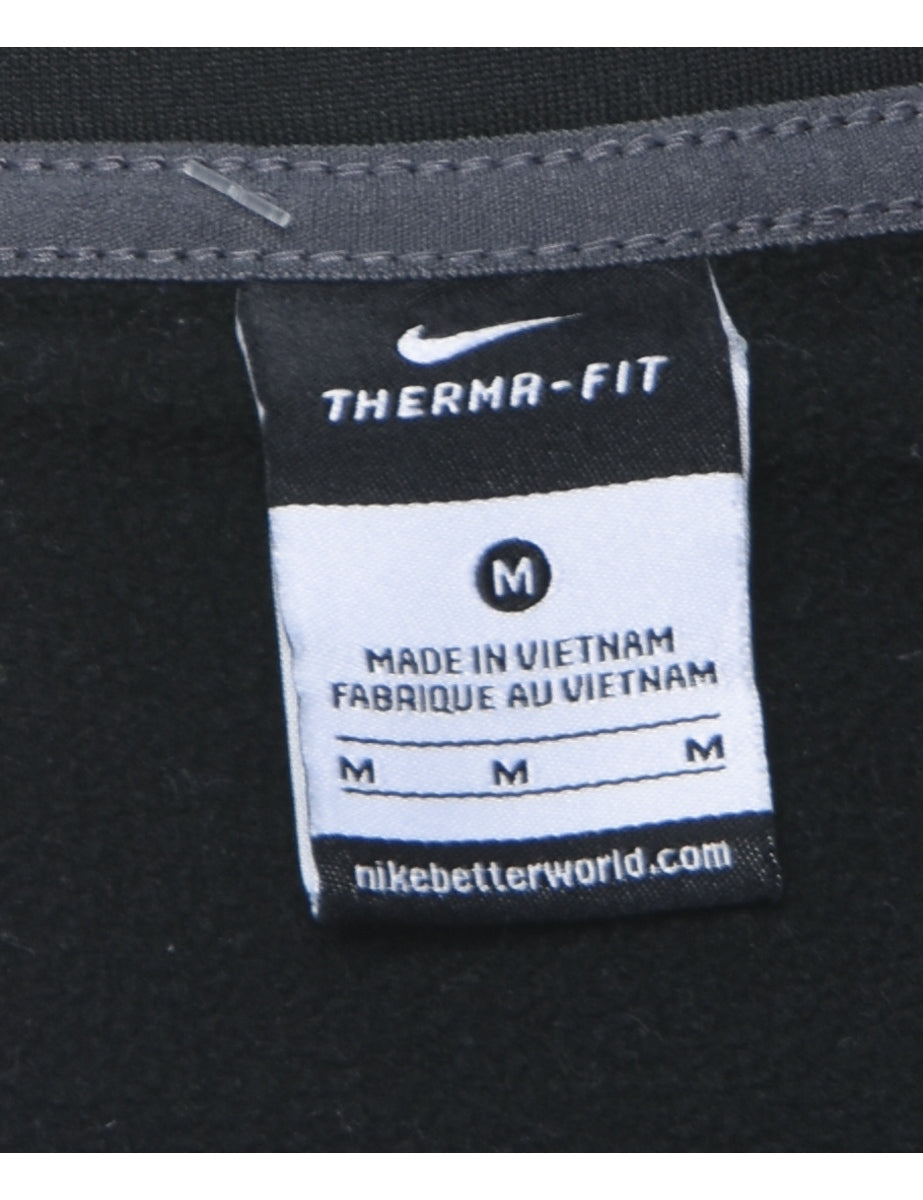 THERMA-FIT
M
MADE IN VIETNAM
FABRIQUE AU VIETNAM
M M M
nikebetterworld.com